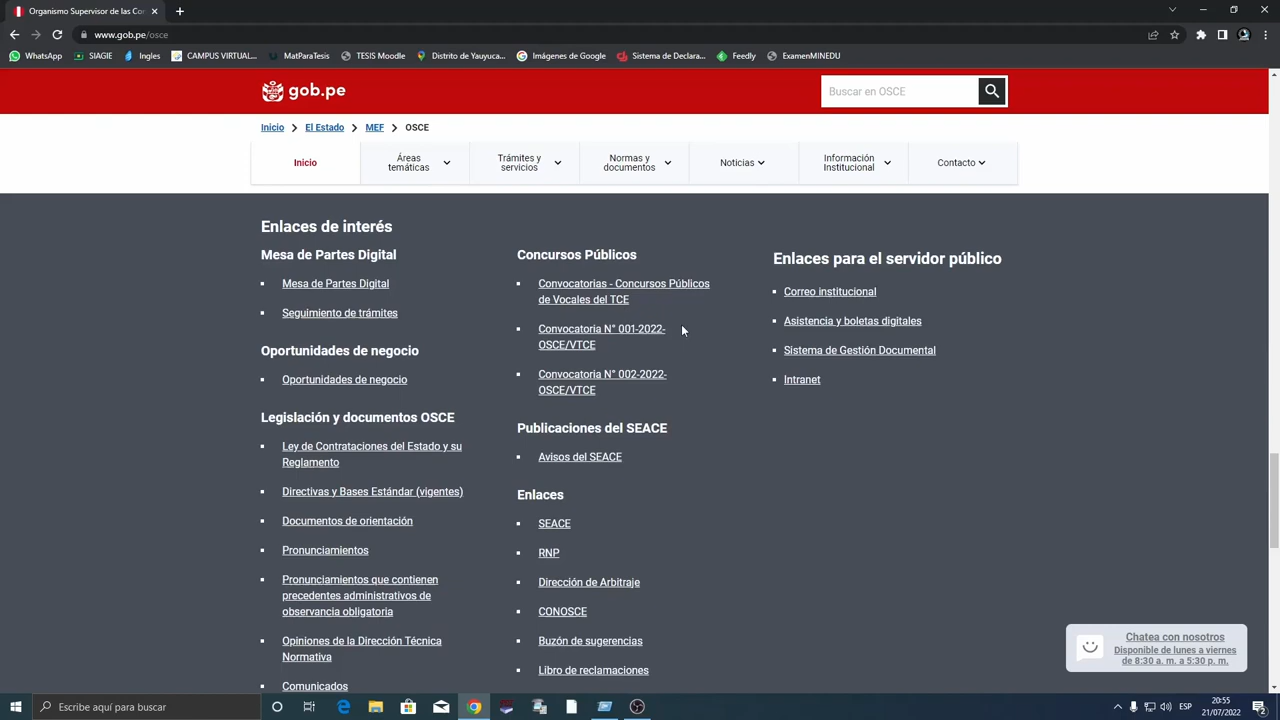 Organismo Supervisor de las Con
www.gob.pe/osce
WhatsApp
SIAGIE
Ingles
CAMPUS VIRTUAL...
MatParaTesis
TESIS Moodle
Distrito de Yauyuca...
Imágenes de Google
Sistema de Declara...
Feedly
ExamenMINEDU
gob.pe
Buscar en OSCE
Inicio
El Estado
MEF
OSCE
Inicio
Áreas
temáticas
Trámites y
servicios
Normas y
documentos
Noticias
Información
Institucional
Contacto
Enlaces de interés
Mesa de Partes Digital
Mesa de Partes Digital
Seguimiento de trámites
Oportunidades de negocio
Oportunidades de negocio
Legislación y documentos OSCE
Ley de Contrataciones del Estado y su
Reglamento
Directivas y Bases Estándar (vigentes)
Documentos de orientación
Pronunciamientos
Pronunciamientos que contienen
precedentes administrativos de
observancia obligatoria
Opiniones de la Dirección Técnica
Normativa
Comunicados
Concursos Públicos
Convocatorias - Concursos Públicos
de Vocales del TCE
Convocatoria N° 001-2022-
OSCE/VTCE
Convocatoria N° 002-2022-
OSCE/VTCE
Publicaciones del SEACE
Avisos del SEACE
Enlaces
SEACE
RNP
Dirección de Arbitraje
CONOSCE
Buzón de sugerencias
Libro de reclamaciones
Enlaces para el servidor público
Correo institucional
Asistencia y boletas digitales
Sistema de Gestión Documental
Intranet
Chatea con nosotros
Disponible de lunes a viernes
de 8:30 a. m. a 5:30 p. m.
Escribe aquí para buscar
ESP
20:55
21/07/2022
2